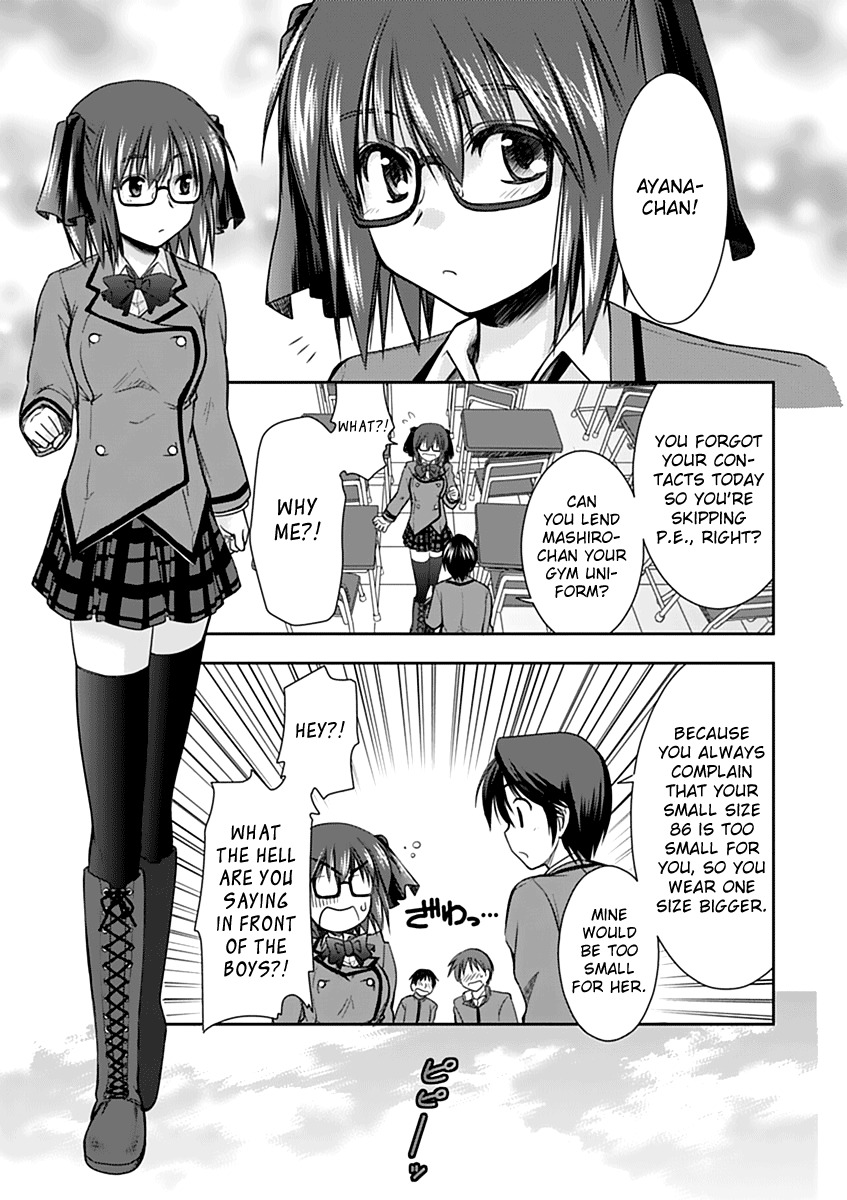 AYANA-
CHAN!
YOU FORGOT
YOUR CON-
TACTS TODAY
SO YOU'RE
SKIPPING
P.E., RIGHT?
CAN
YOU LEND
MASHIRO-
CHAN YOUR
GYM UNI-
FORM?
WHAT?!
WHY
ME?!
BECAUSE
YOU ALWAYS
COMPLAIN
THAT YOUR
SMALL SIZE
86 IS TOO
SMALL FOR
YOU, SO YOU
WEAR ONE
SIZE BIGGER.
MINE
WOULD
BE TOO
SMALL
FOR HER.
ざわっ…
HEY?!
WHAT
THE HELL
ARE YOU
SAYING
IN FRONT
OF THE
BOYS?!
ピピーッ